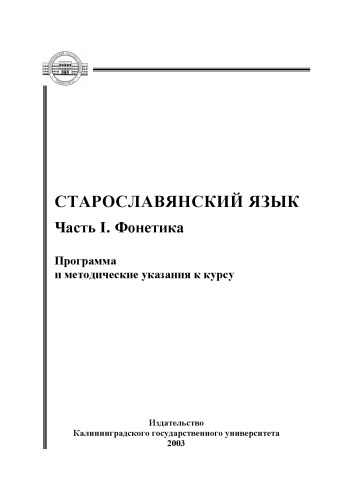 СТАРОСЛАВЯНСКИЙ ЯЗЫК
Часть I. Фонетика
Программа
и методические указания к курсу
Издательство
Калининградского государственного университета
2003